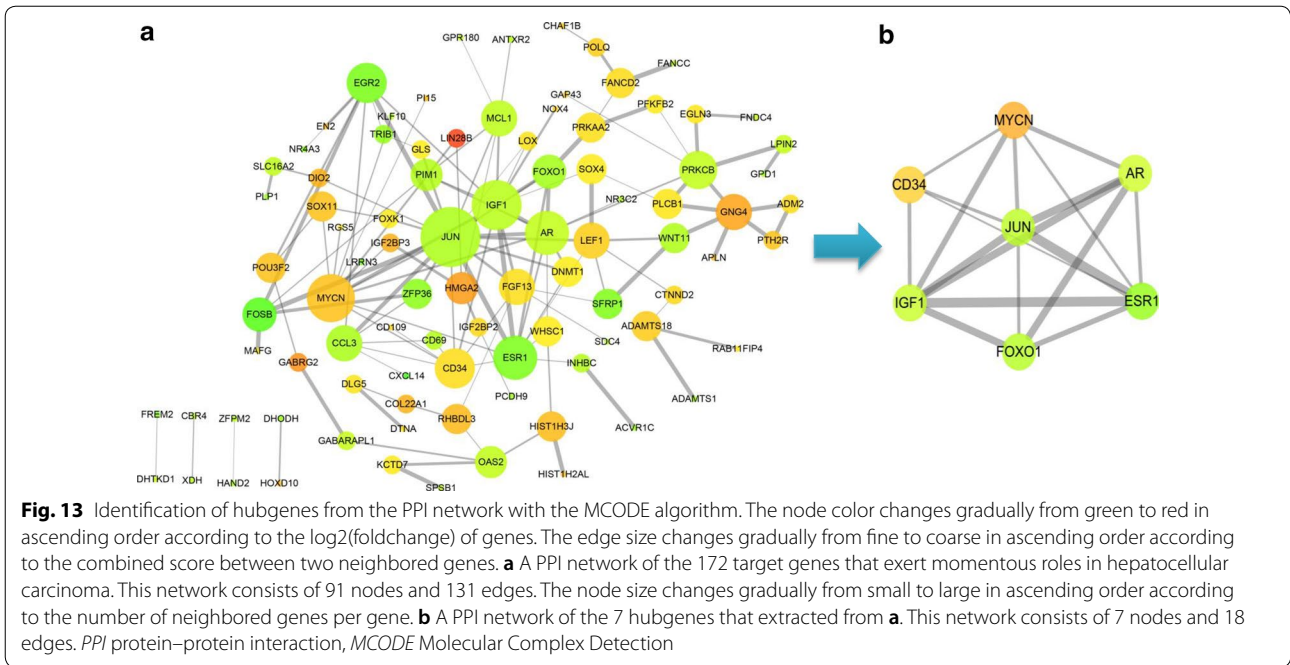 a
b
CHAF1B
GPR180
ANTXR2
POLQ
FANCC
FANCD2
EGR2
GAP43
PI15
NOX4
PFKFB2
EN2
KLF10
MCL1
EGLN3
FNDC4
TRIB1
LIN28B
LOX
PRKAA2
NR4A3
GLS
LPIN2
SLC16A2
PIM1
FOXO1
SOX4
PRKCB
DIO2
GPD1
PLP1
NR3C2
SOX11
IGF1
PLCB1
ADM2
FOXK1
GNG4
RGS5
JUN
AR
LEF1
WNT11
PTH2R
IGF2BP3
APLN
LRRN3
POU3F2
DNMT1
MYCN
ZFP36
HMGA2
FGF13
CTNND2
SFRP1
FOSB
CD109
IGF2BP2
WHSC1
ADAMTS18
CCL3
CD69
SDC4
RAB11FIP4
MAFG
ESR1
GABRG2
CD34
INHBC
CXCL14
DLG5
PCDH9
ADAMTS1
COL22A1
FREM2
CBR4
ZFPM2
DHODH
RHBDL3
HIST1H3J
ACVR1C
DTNA
GABARAPL1
OAS2
KCTD7
HIST1H2AL
DHTKD1
XDH
HAND2
HOXD10
SPSB1
MYCN
CD34
AR
JUN
IGF1
ESR1
FOXO1
Fig. 13 Identification of hubgenes from the PPI network with the MCODE algorithm. The node color changes gradually from green to red in
ascending order according to the log2(foldchange) of genes. The edge size changes gradually from fine to coarse in ascending order according
to the combined score between two neighbored genes. a A PPI network of the 172 target genes that exert momentous roles in hepatocellular
carcinoma. This network consists of 91 nodes and 131 edges. The node size changes gradually from small to large in ascending order according
to the number of neighbored genes per gene. b A PPI network of the 7 hubgenes that extracted from a. This network consists of 7 nodes and 18
edges. PPI protein–protein interaction, MCODE Molecular Complex Detection